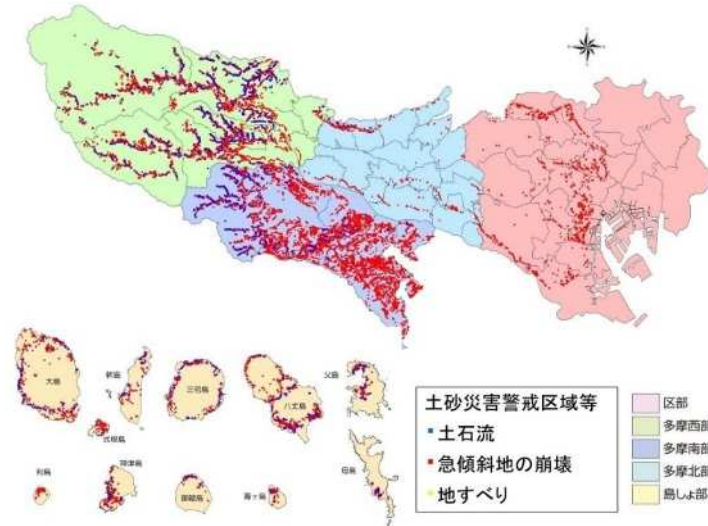 大島
新島
三宅島
八丈島
父島
式根島
利島
神津島
御蔵島
青ヶ島
母島
土砂災害警戒区域等
土石流
急傾斜地の崩壊
地すべり
区部
多摩西部
多摩南部
多摩北部
島しょ部